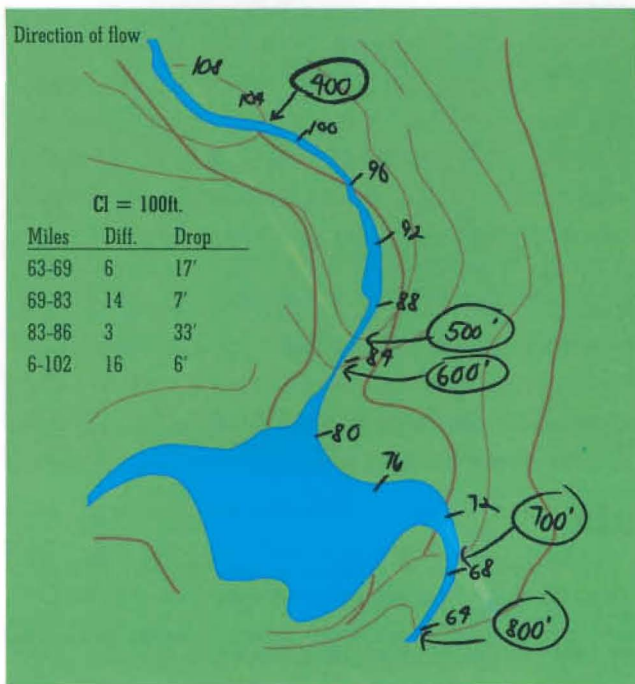 Direction of flow
108
400
104
100
96
CI = 100ft.
Miles Diff. Drop
63-69 6 17'
69-83 14 7'
83-86 3 33'
6-102 16 6'
92
88
500'
84
600'
80
76
72
700'
68
64
800'